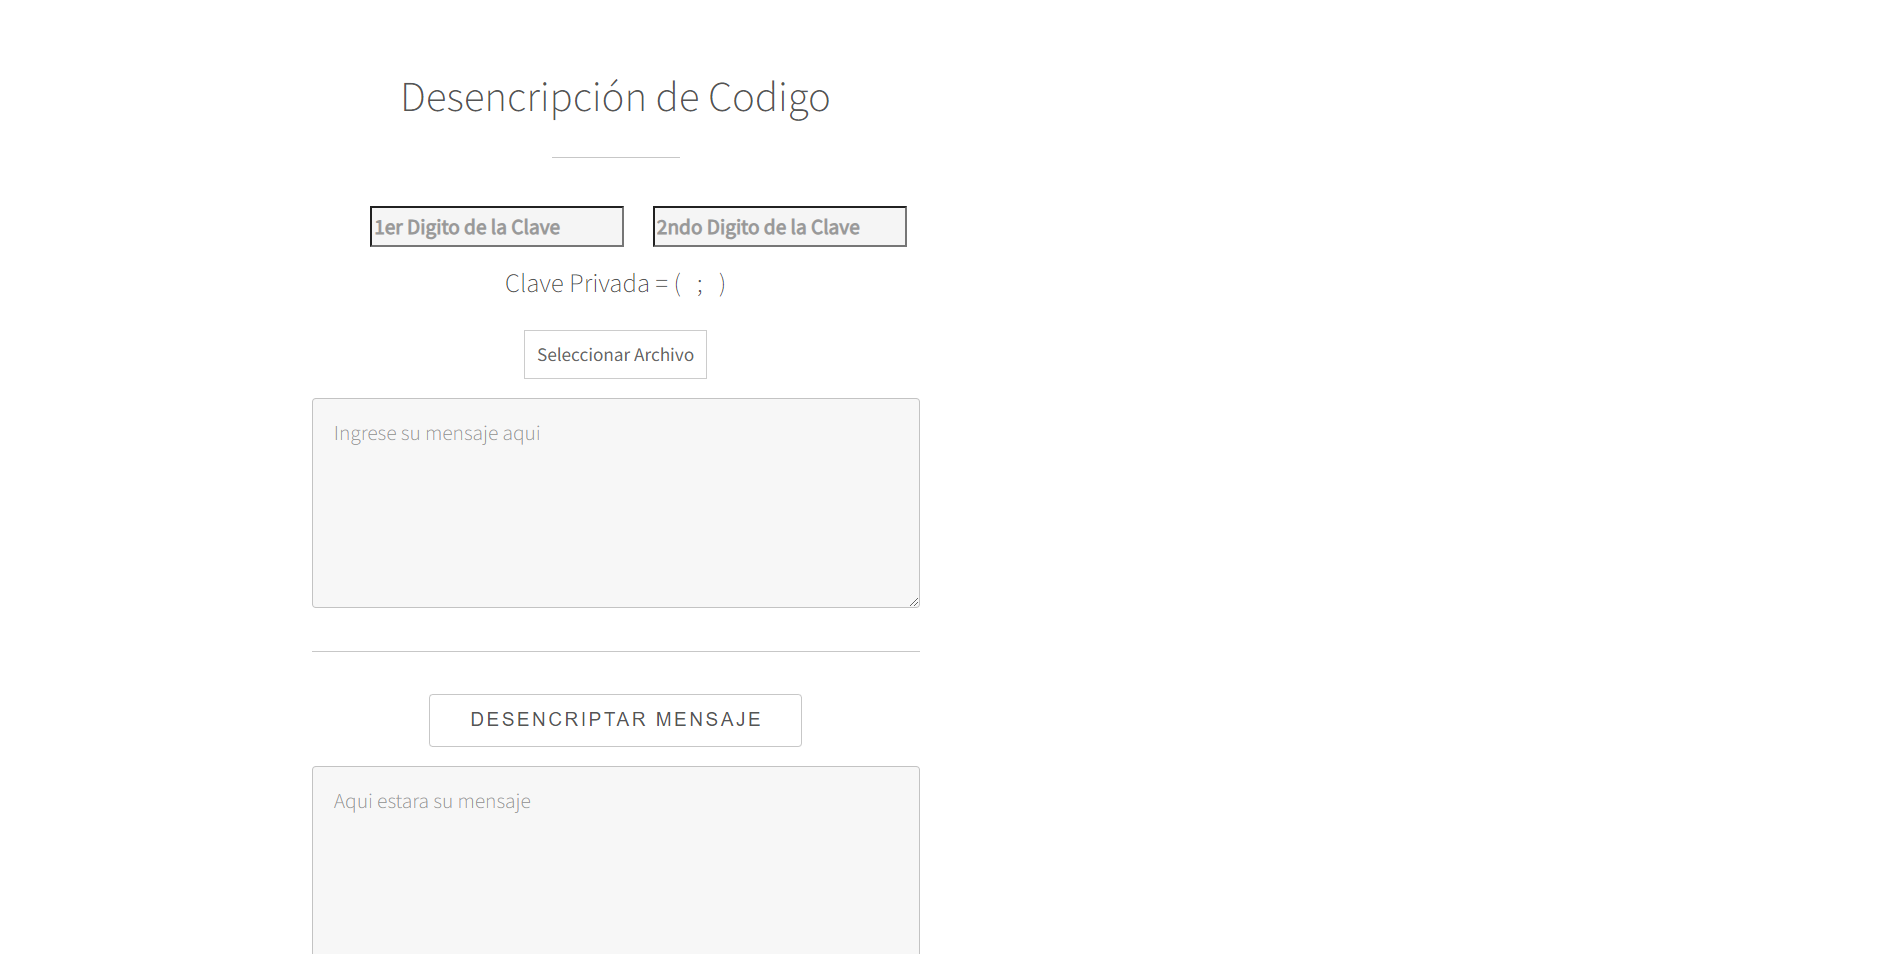 Desencripción de Codigo
1er Digito de la Clave 2ndo Digito de la Clave
Clave Privada = ( ; )
Seleccionar Archivo
Ingrese su mensaje aqui
DESENCRIPTAR MENSAJE
Aqui estara su mensaje